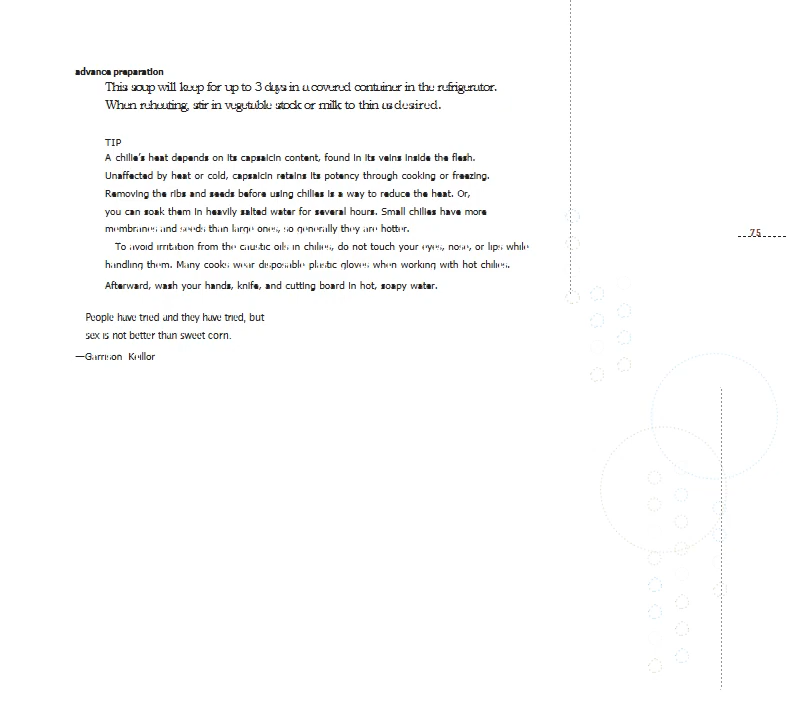 advance preparation
This soup will keep for up to 3 days in a covered container in the refrigerator.
When reheating, stir in vegetable stock or milk to thin as desired.
TIP
A chilie's heat depends on its capsaicin content, found in its veins inside the flesh.
Unaffected by heat or cold, capsaicin retains its potency through cooking or freezing.
Removing the ribs and seeds before using chilies is a way to reduce the heat. Or,
you can soak them in heavily salted water for several hours. Small chilies have more
membranes and seeds than large ones, so generally they are hotter.
To avoid irritation from the caustic oils in chilies, do not touch your eyes, nose, or lips while
handling them. Many cooks wear disposable plastic gloves when working with hot chilies.
Afterward, wash your hands, knife, and cutting board in hot, soapy water.
75
People have tried and they have tried, but
sex is not better than sweet corn.
—Garrison Keillor